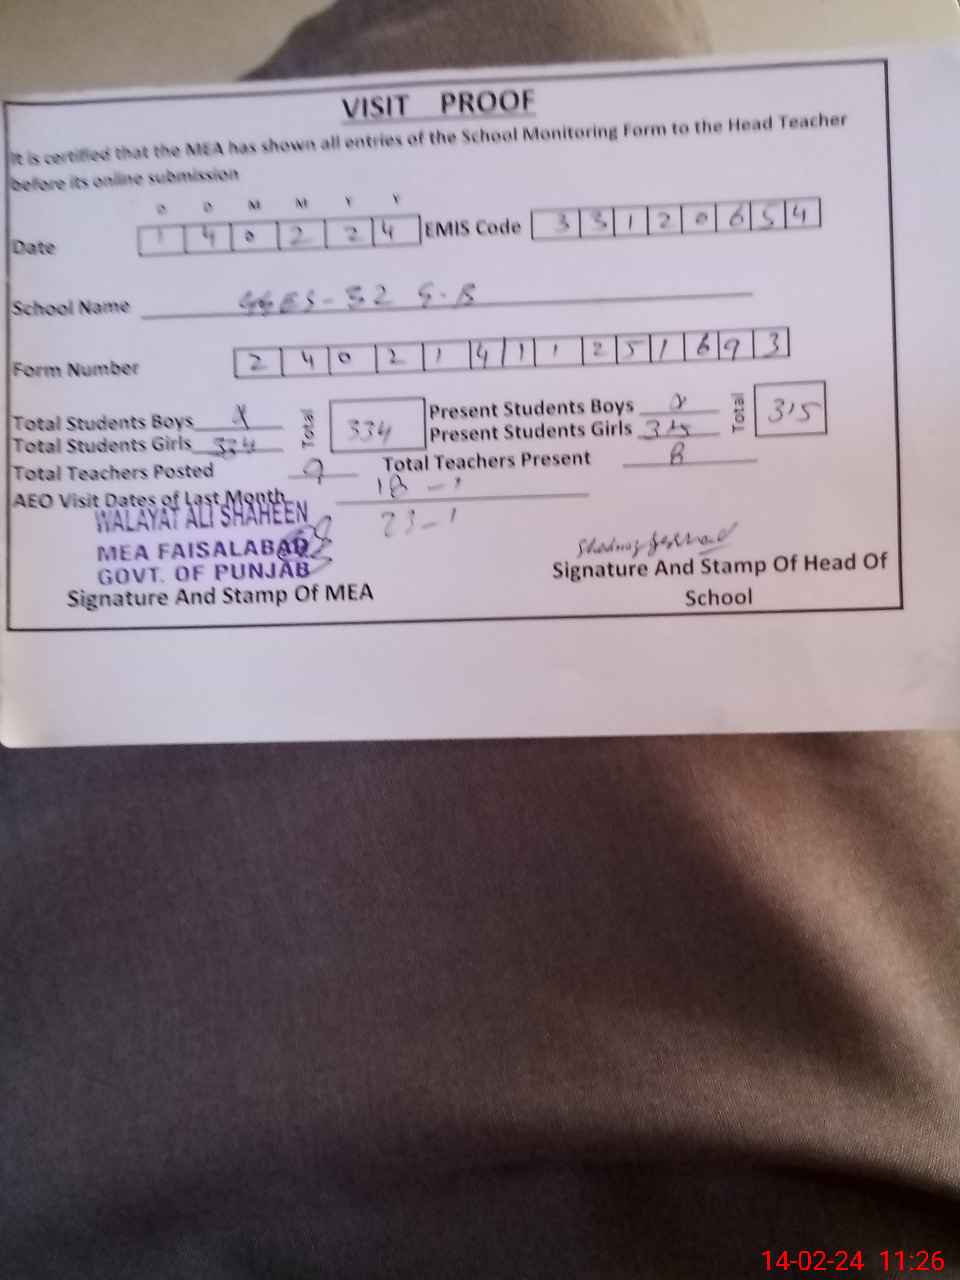 VISIT PROOF
It is certified that the MEA has shown all entries of the School Monitoring Form to the Head Teacher
before its online submission
D D M M Y Y
Date 1 4 0 2 2 4 EMIS Code 3 3 1 2 0 6 5 4
School Name GGES-32 G.B
Form Number 2 4 0 2 1 4 1 1 2 5 1 6 9 3
Total Students Boys Total 334 Present Students Boys Total 315
Total Students Girls 334 Present Students Girls 315
Total Teachers Posted 9 Total Teachers Present 8
AEO Visit Dates of Last Month 18-1
23-1
WALAYAT ALI SHAHEEN
MEA FAISALABAD
GOVT. OF PUNJAB
Signature And Stamp Of MEA
Signature And Stamp Of Head Of
School
14-02-24 11:26